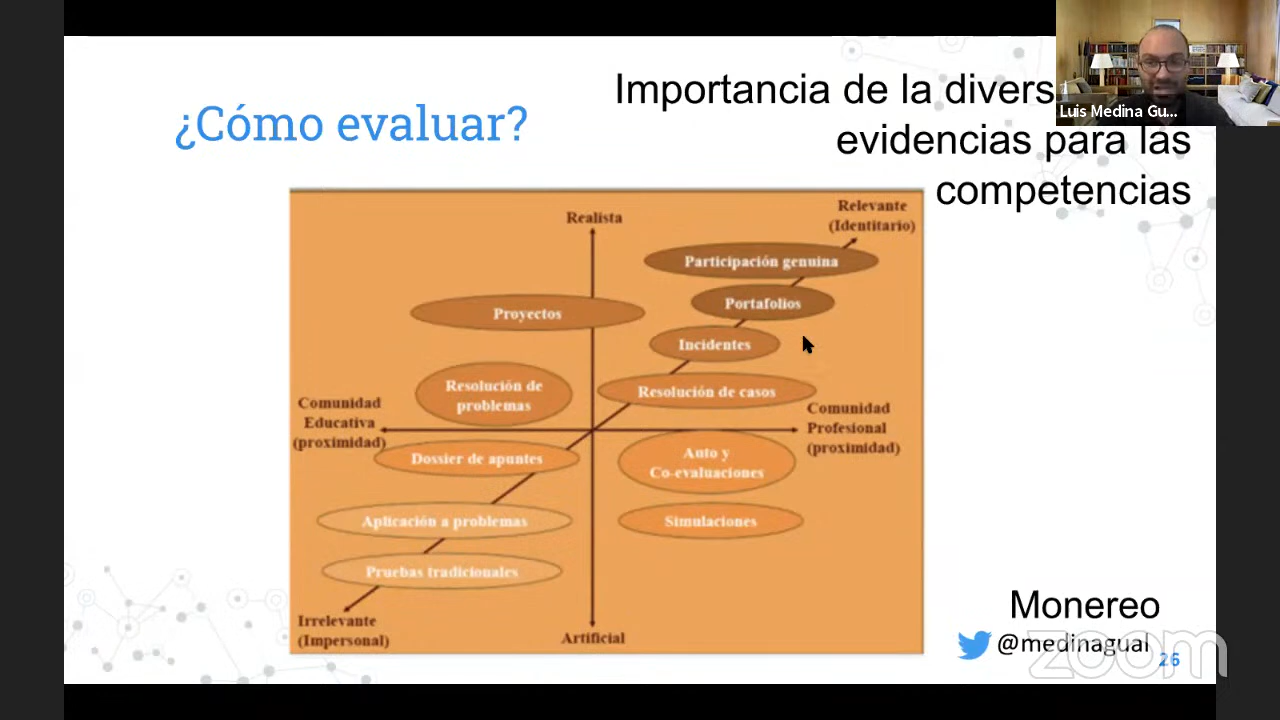 ¿Cómo evaluar?
Importancia de la divers
evidencias para las
competencias
Luis Medina Gu...
Realista
Relevante
(Identitario)
Participación genuina
Portafolios
Proyectos
Incidentes
Resolución de
problemas
Resolución de casos
Comunidad
Educativa
(proximidad)
Comunidad
Profesional
(proximidad)
Dossier de apuntes
Auto y
Co-evaluaciones
Aplicación a problemas
Simulaciones
Pruebas tradicionales
Irrelevante
(Impersonal)
Artificial
Monereo
@medinagual
zoom
26